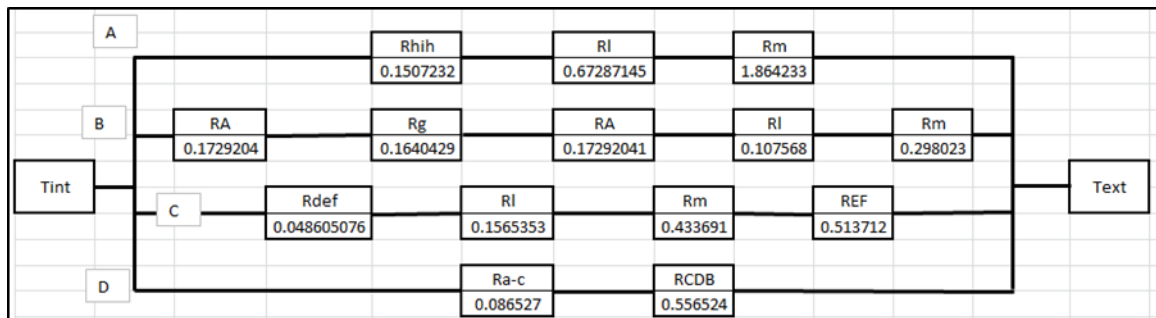 A
Rhih Rl Rm
0.1507232 0.67287145 1.864233
B
RA Rg RA Rl Rm
0.1729204 0.1640429 0.17292041 0.107568 0.298023
Tint Text
C
Rdef Rl Rm REF
0.048605076 0.1565353 0.433691 0.513712
D
Ra-c RCDB
0.086527 0.556524